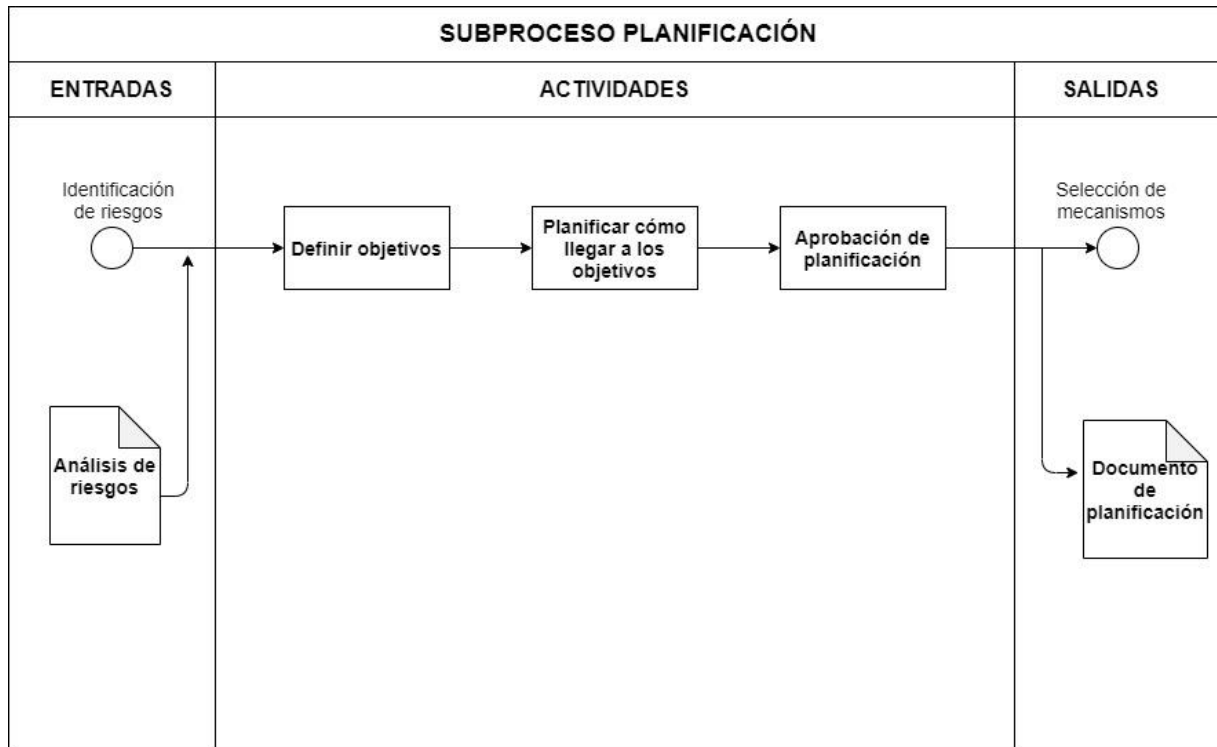 SUBPROCESO PLANIFICACIÓN
ENTRADAS
ACTIVIDADES
SALIDAS
Identificación
de riesgos
Definir objetivos
Planificar cómo
llegar a los
objetivos
Aprobación de
planificación
Selección de
mecanismos
Análisis de
riesgos
Documento
de
planificación